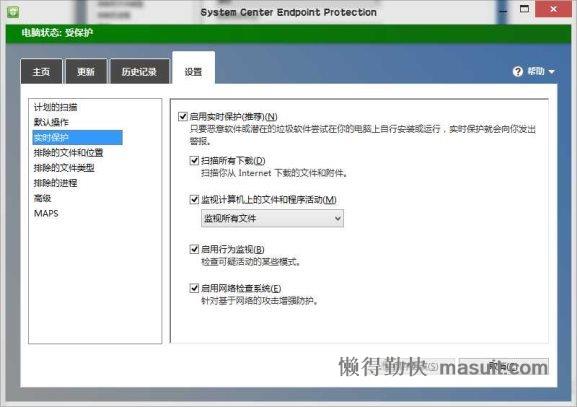 System Center Endpoint Protection
电脑状态: 受保护
主页
更新
历史记录
设置
帮助
计划的扫描
默认操作
实时保护
排除的文件和位置
排除的文件类型
排除的进程
高级
MAPS
启用实时保护(推荐)(N)
只要恶意软件或潜在的垃圾软件尝试在你的电脑上自行安装或运行，实时保护就会向你发出
警报。
扫描所有下载(D)
扫描你从 Internet 下载的文件和附件。
监视计算机上的文件和程序活动(M)
监视所有文件
启用行为监视(B)
检查可疑活动的某些模式。
启用网络检查系统(E)
针对基于网络的攻击增强防护。
取消(C)
懒得勤快 masuit.com